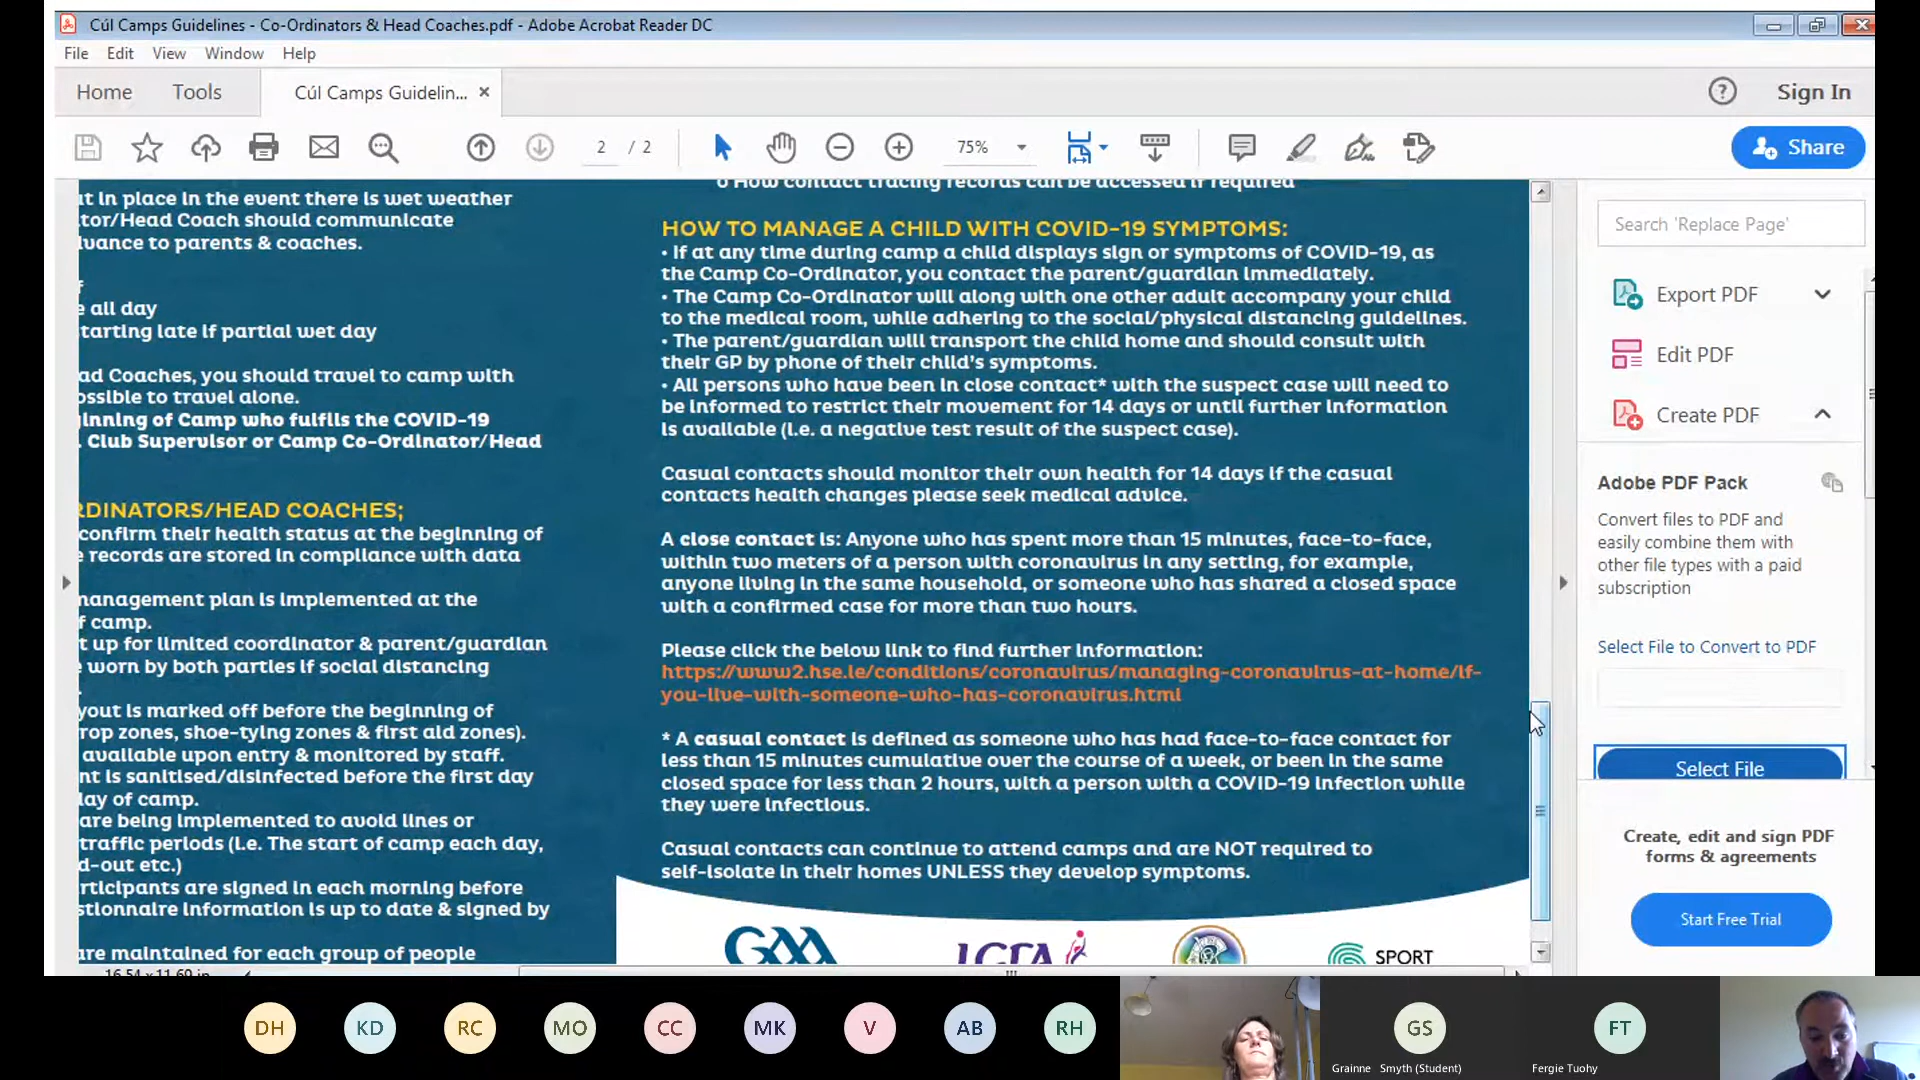 Cúl Camps Guidelines - Co-Ordinators & Head Coaches.pdf - Adobe Acrobat Reader DC
File Edit View Window Help
Home Tools Cúl Camps Guidelin... × Sign In
2 / 2 75% Share
ut in place in the event there is wet weather
tor/Head Coach should communicate
dvance to parents & coaches.
f
e all day
starting late if partial wet day
ad Coaches, you should travel to camp with
ossible to travel alone.
ginning of Camp who fulfils the COVID-19
. Club Supervisor or Camp Co-Ordinator/Head
RDINATORS/HEAD COACHES;
confirm their health status at the beginning of
e records are stored in compliance with data
management plan is implemented at the
f camp.
t up for limited coordinator & parent/guardian
e worn by both parties if social distancing
.
yout is marked off before the beginning of
rop zones, shoe-tying zones & first aid zones).
available upon entry & monitored by staff.
nt is sanitised/disinfected before the first day
day of camp.
are being implemented to avoid lines or
traffic periods (i.e. The start of camp each day,
d-out etc.)
rticipants are signed in each morning before
stionnaire information is up to date & signed by
are maintained for each group of people
16.54 x 11.69 in
o How contact tracing records can be accessed if required
HOW TO MANAGE A CHILD WITH COVID-19 SYMPTOMS:
• If at any time during camp a child displays sign or symptoms of COVID-19, as
the Camp Co-Ordinator, you contact the parent/guardian immediately.
• The Camp Co-Ordinator will along with one other adult accompany your child
to the medical room, while adhering to the social/physical distancing guidelines.
• The parent/guardian will transport the child home and should consult with
their GP by phone of their child's symptoms.
• All persons who have been in close contact* with the suspect case will need to
be informed to restrict their movement for 14 days or until further information
is available (i.e. a negative test result of the suspect case).
Casual contacts should monitor their own health for 14 days if the casual
contacts health changes please seek medical advice.
A close contact is: Anyone who has spent more than 15 minutes, face-to-face,
within two meters of a person with coronavirus in any setting, for example,
anyone living in the same household, or someone who has shared a closed space
with a confirmed case for more than two hours.
Please click the below link to find further information:
https://www2.hse.ie/conditions/coronavirus/managing-coronavirus-at-home/if-
you-live-with-someone-who-has-coronavirus.html
* A casual contact is defined as someone who has had face-to-face contact for
less than 15 minutes cumulative over the course of a week, or been in the same
closed space for less than 2 hours, with a person with a COVID-19 infection while
they were infectious.
Casual contacts can continue to attend camps and are NOT required to
self-isolate in their homes UNLESS they develop symptoms.
GAA LGFA SPORT
Search 'Replace Page'
Export PDF
Edit PDF
Create PDF
Adobe PDF Pack
Convert files to PDF and
easily combine them with
other file types with a paid
subscription
Select File to Convert to PDF
Select File
Create, edit and sign PDF
forms & agreements
Start Free Trial
DH KD RC MO CC MK V AB RH GS FT
Grainne Smyth (Student) Fergie Tuohy